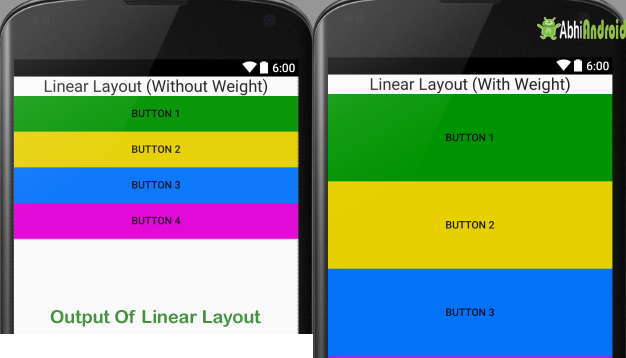 AbhiAndroid
6:00
Linear Layout (Without Weight)
BUTTON 1
BUTTON 2
BUTTON 3
BUTTON 4
Output Of Linear Layout
6:00
Linear Layout (With Weight)
BUTTON 1
BUTTON 2
BUTTON 3